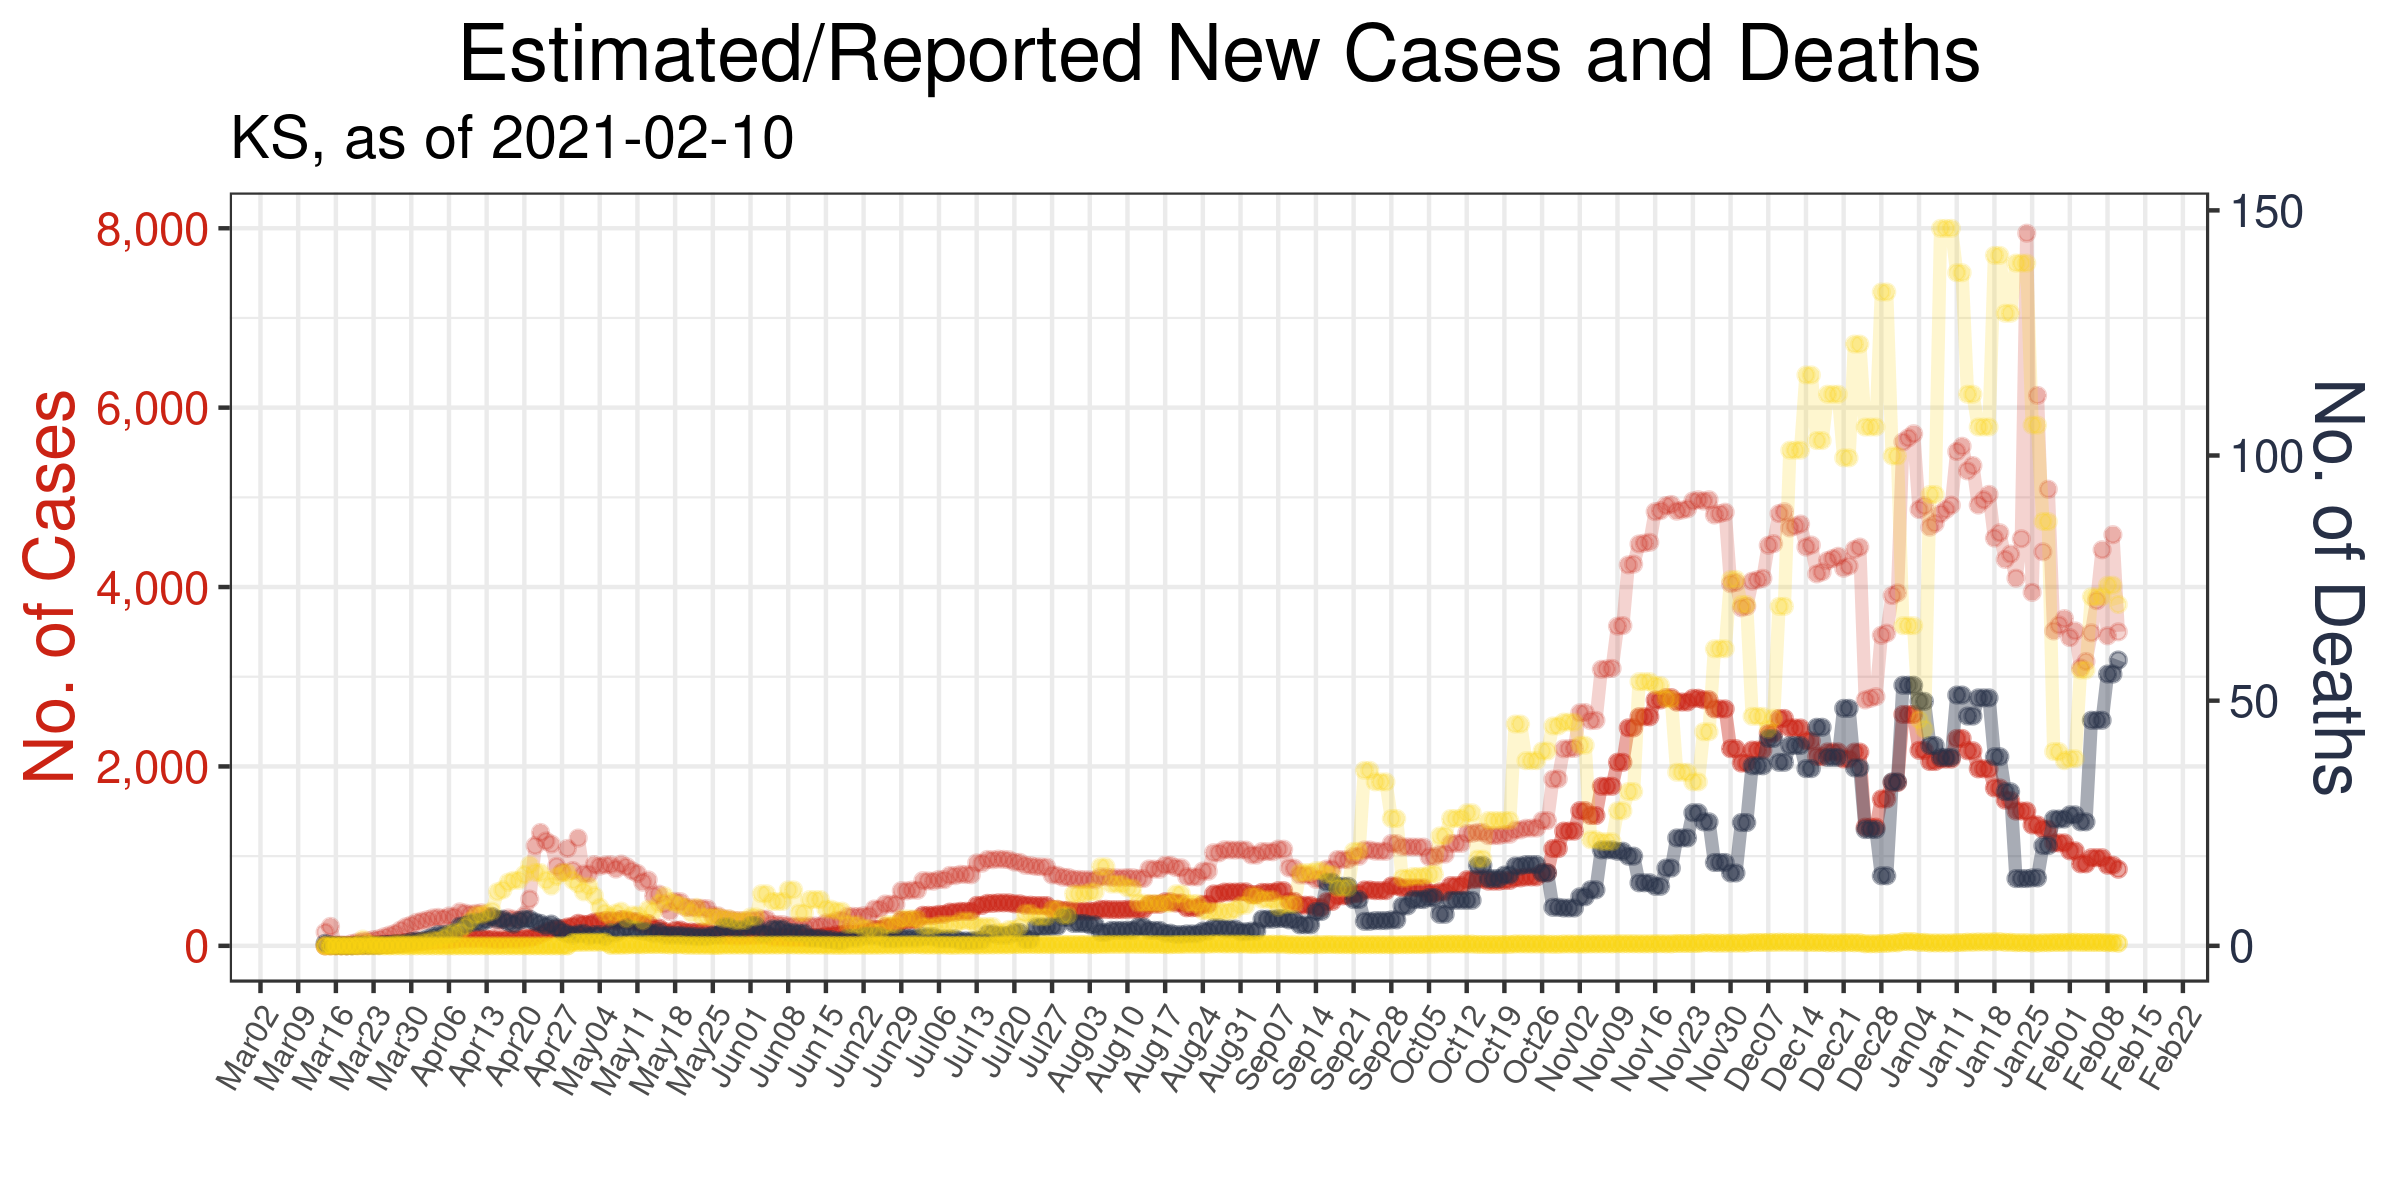 Estimated/Reported New Cases and Deaths
KS, as of 2021-02-10
No. of Cases
8,000
6,000
4,000
2,000
0
150
100
50
0
No. of Deaths
Mar02
Mar09
Mar16
Mar23
Mar30
Apr06
Apr13
Apr20
Apr27
May04
May11
May18
May25
Jun01
Jun08
Jun15
Jun22
Jun29
Jul06
Jul13
Jul20
Jul27
Aug03
Aug10
Aug17
Aug24
Aug31
Sep07
Sep14
Sep21
Sep28
Oct05
Oct12
Oct19
Oct26
Nov02
Nov09
Nov16
Nov23
Nov30
Dec07
Dec14
Dec21
Dec28
Jan04
Jan11
Jan18
Jan25
Feb01
Feb08
Feb15
Feb22